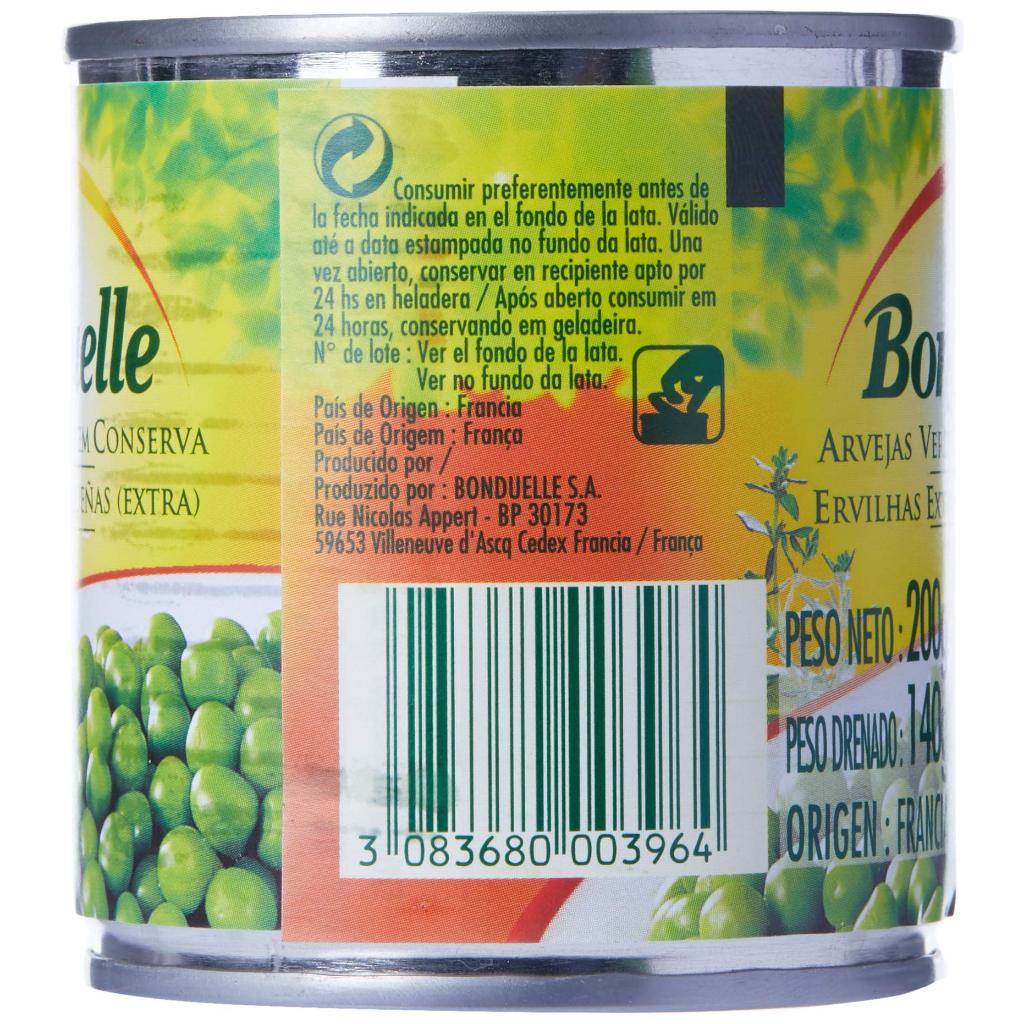 Consumir preferentemente antes de
la fecha indicada en el fondo de la lata. Válido
até a data estampada no fundo da lata. Una
vez abierto, conservar en recipiente apto por
24 hs en heladera / Após aberto consumir em
24 horas, conservando em geladeira.
N° de lote : Ver el fondo de la lata.
Ver no fundo da lata.
País de Origen : Francia
País de Origem : França
Producido por /
Produzido por : BONDUELLE S.A.
Rue Nicolas Appert - BP 30173
59653 Villeneuve d'Ascq Cedex Francia / França
3 083680 003964
elle
EM CONSERVA
EÑAS (EXTRA)
Bon
ARVEJAS VER
ERVILHAS EXT
PESO NETO : 200g
PESO DRENADO : 140g
ORIGEN : FRANCIA